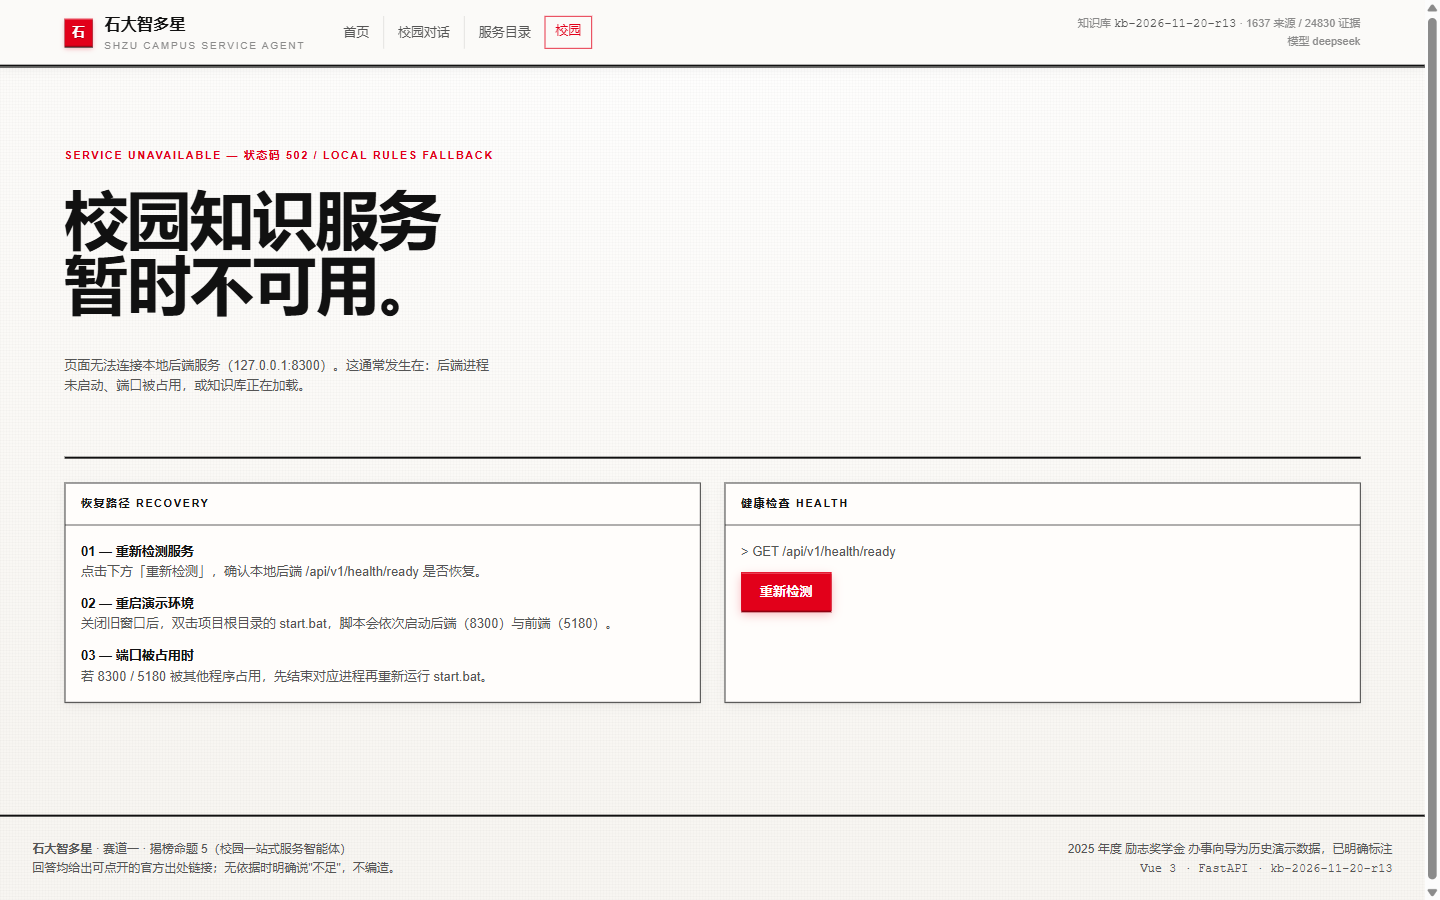 石
石大智多星
SHZU CAMPUS SERVICE AGENT
首页
校园对话
服务目录
校园
知识库 kb-2026-11-20-r13 · 1637 来源 / 24830 证据
模型 deepseek
SERVICE UNAVAILABLE — 状态码 502 / LOCAL RULES FALLBACK
校园知识服务
暂时不可用。
页面无法连接本地后端服务（127.0.0.1:8300）。这通常发生在：后端进程
未启动、端口被占用，或知识库正在加载。
恢复路径 RECOVERY
01 — 重新检测服务
点击下方「重新检测」，确认本地后端 /api/v1/health/ready 是否恢复。
02 — 重启演示环境
关闭旧窗口后，双击项目根目录的 start.bat，脚本会依次启动后端（8300）与前端（5180）。
03 — 端口被占用时
若 8300 / 5180 被其他程序占用，先结束对应进程再重新运行 start.bat。
健康检查 HEALTH
> GET /api/v1/health/ready
重新检测
石大智多星 · 赛道一 · 揭榜命题 5（校园一站式服务智能体）
回答均给出可点开的官方出处链接；无依据时明确说"不足"，不编造。
2025 年度 励志奖学金 办事向导为历史演示数据，已明确标注
Vue 3 · FastAPI · kb-2026-11-20-r13